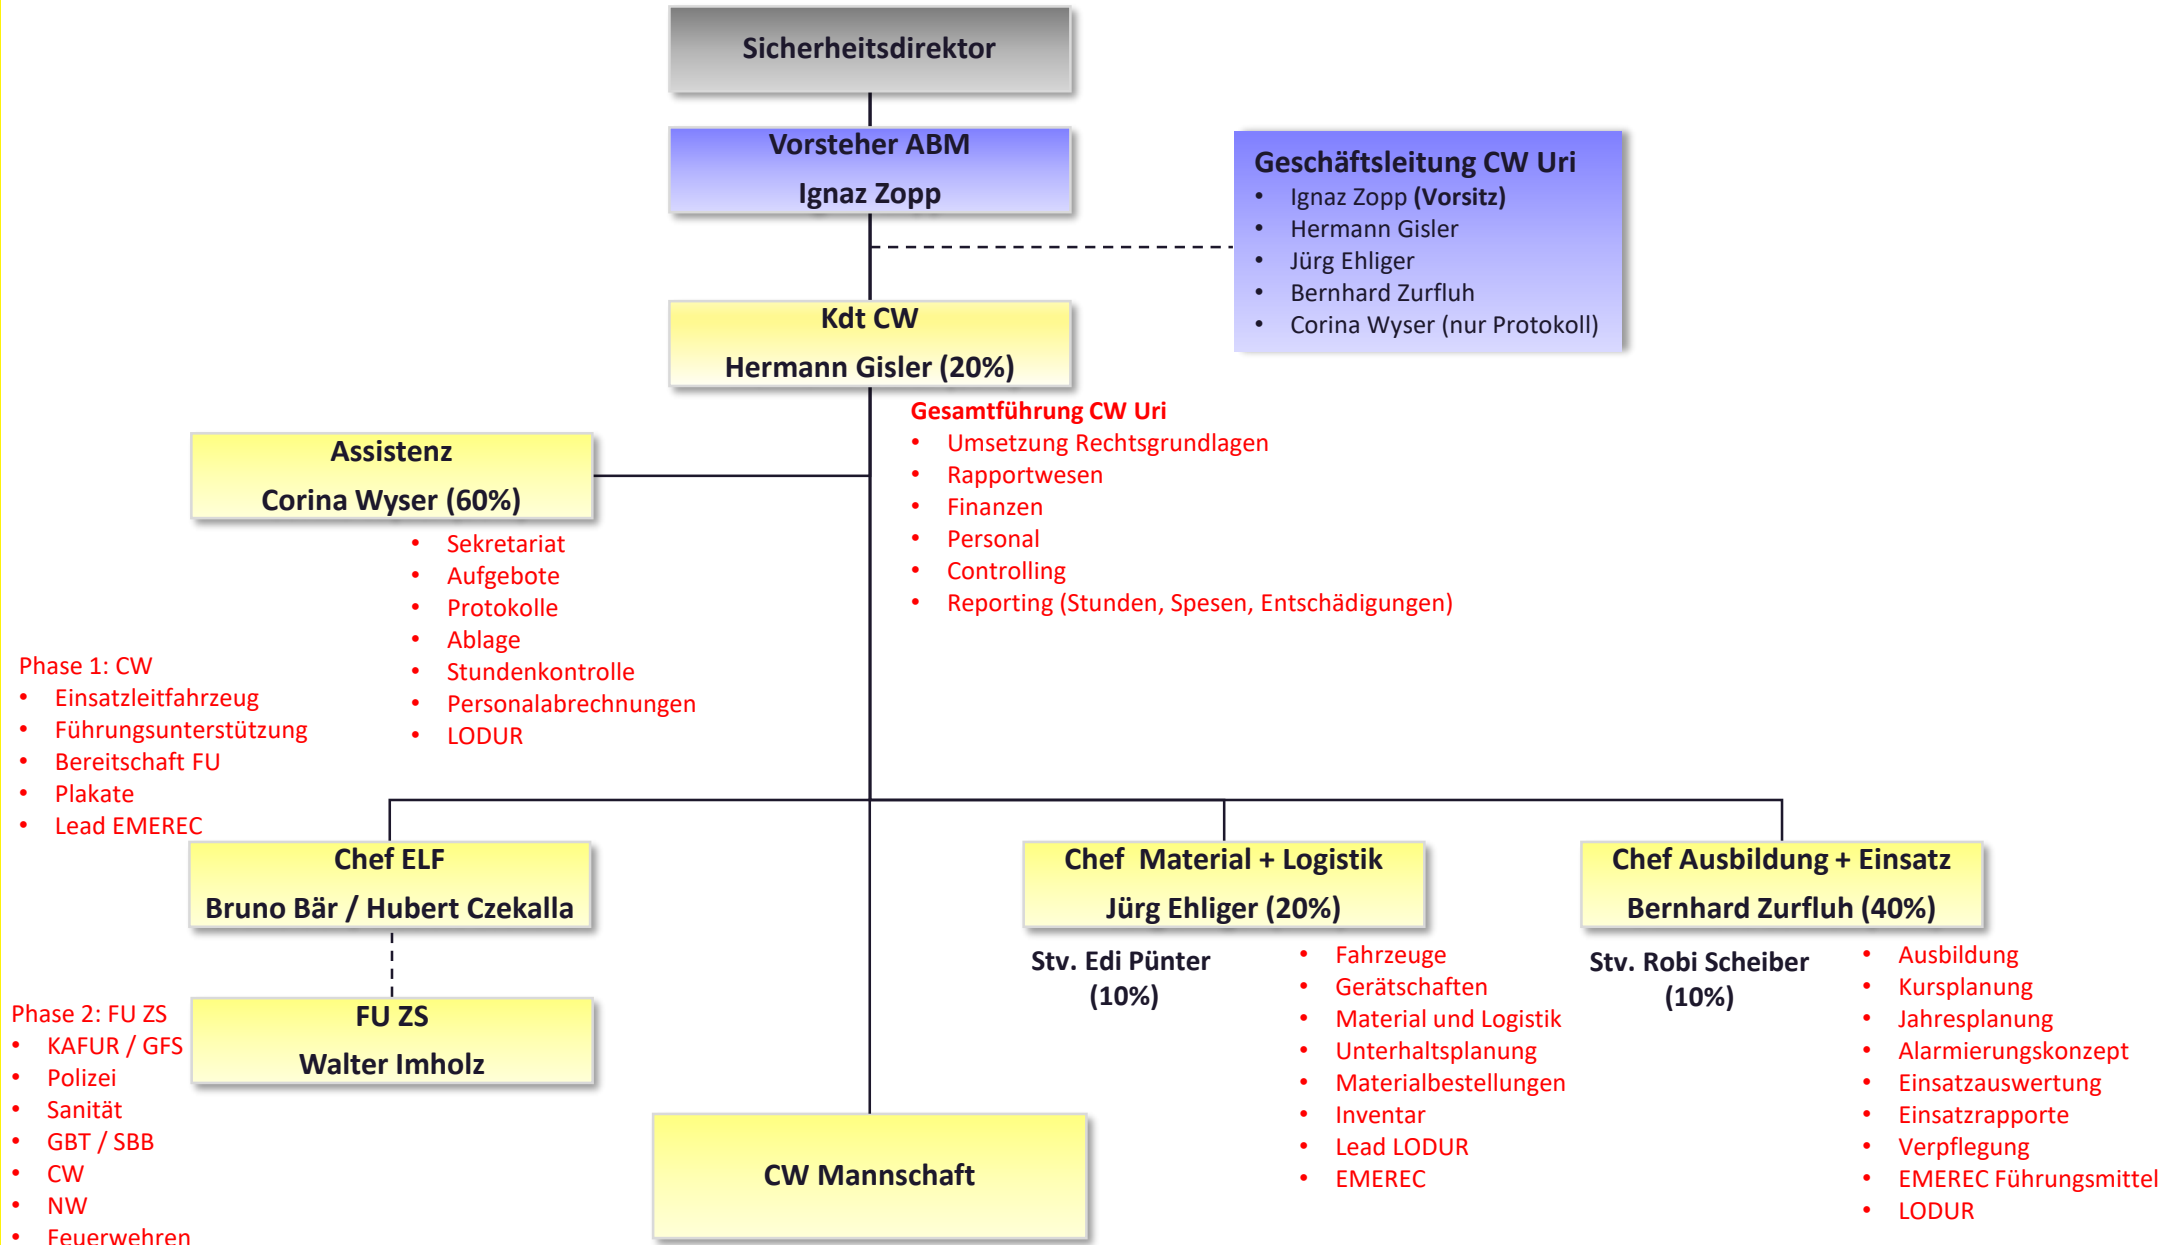 Sicherheitsdirektor
Vorsteher ABM
Ignaz Zopp
Geschäftsleitung CW Uri
• Ignaz Zopp (Vorsitz)
• Hermann Gisler
• Jürg Ehliger
• Bernhard Zurfluh
• Corina Wyser (nur Protokoll)
Kdt CW
Hermann Gisler (20%)
Gesamtführung CW Uri
• Umsetzung Rechtsgrundlagen
• Rapportwesen
• Finanzen
• Personal
• Controlling
• Reporting (Stunden, Spesen, Entschädigungen)
Assistenz
Corina Wyser (60%)
• Sekretariat
• Aufgebote
• Protokolle
• Ablage
• Stundenkontrolle
• Personalabrechnungen
• LODUR
Phase 1: CW
• Einsatzleitfahrzeug
• Führungsunterstützung
• Bereitschaft FU
• Plakate
• Lead EMEREC
Chef ELF
Bruno Bär / Hubert Czekalla
FU ZS
Walter Imholz
Phase 2: FU ZS
• KAFUR / GFS
• Polizei
• Sanität
• GBT / SBB
• CW
• NW
• Feuerwehren
CW Mannschaft
Chef Material + Logistik
Jürg Ehliger (20%)
Stv. Edi Pünter
(10%)
• Fahrzeuge
• Gerätschaften
• Material und Logistik
• Unterhaltsplanung
• Materialbestellungen
• Inventar
• Lead LODUR
• EMEREC
Chef Ausbildung + Einsatz
Bernhard Zurfluh (40%)
Stv. Robi Scheiber
(10%)
• Ausbildung
• Kursplanung
• Jahresplanung
• Alarmierungskonzept
• Einsatzauswertung
• Einsatzrapporte
• Verpflegung
• EMEREC Führungsmittel
• LODUR